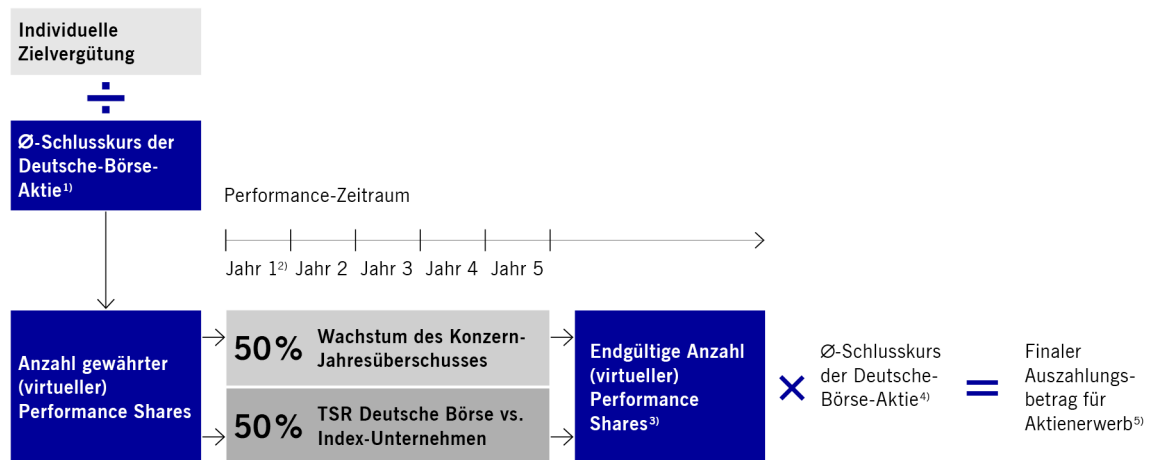 Individuelle
Zielvergütung
÷
Ø-Schlusskurs der
Deutsche-Börse-
Aktie¹⁾
Performance-Zeitraum
Jahr 1²⁾ Jahr 2 Jahr 3 Jahr 4 Jahr 5
Anzahl gewährter
(virtueller)
Performance Shares
50% Wachstum des Konzern-
Jahresüberschusses
50% TSR Deutsche Börse vs.
Index-Unternehmen
Endgültige Anzahl
(virtueller)
Performance
Shares³⁾
×
Ø-Schlusskurs
der Deutsche-
Börse-Aktie⁴⁾
=
Finaler
Auszahlungs-
betrag für
Aktienerwerb⁵⁾